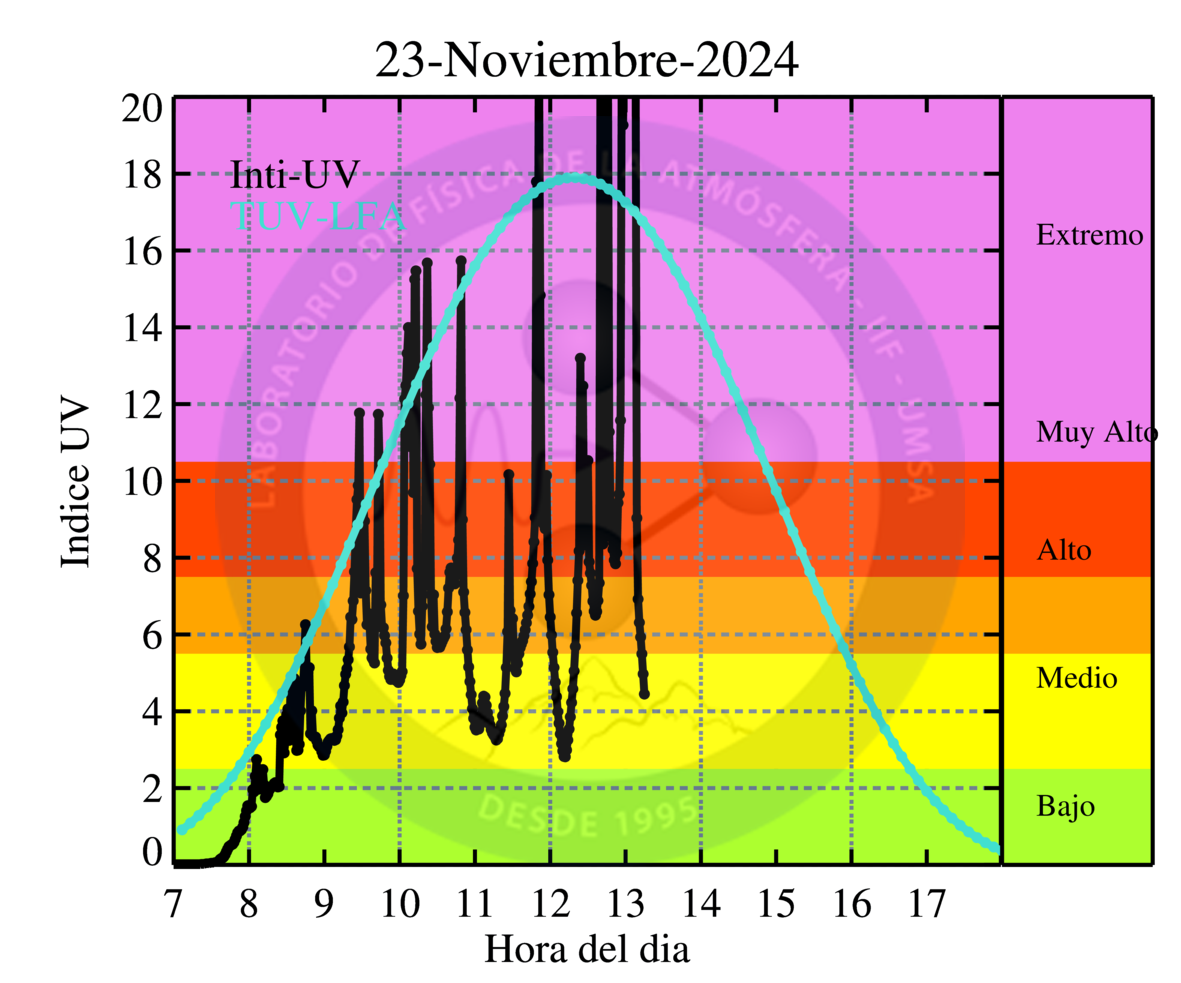 23-Noviembre-2024
20
18
16
14
12
10
8
6
4
2
0
Indice UV
Inti-UV
TUV-LFA
LABORATORIO DE FÍSICA DE LA ATMÓSFERA - IIF - UMSA
DESDE 1995
Extremo
Muy Alto
Alto
Medio
Bajo
7 8 9 10 11 12 13 14 15 16 17
Hora del dia